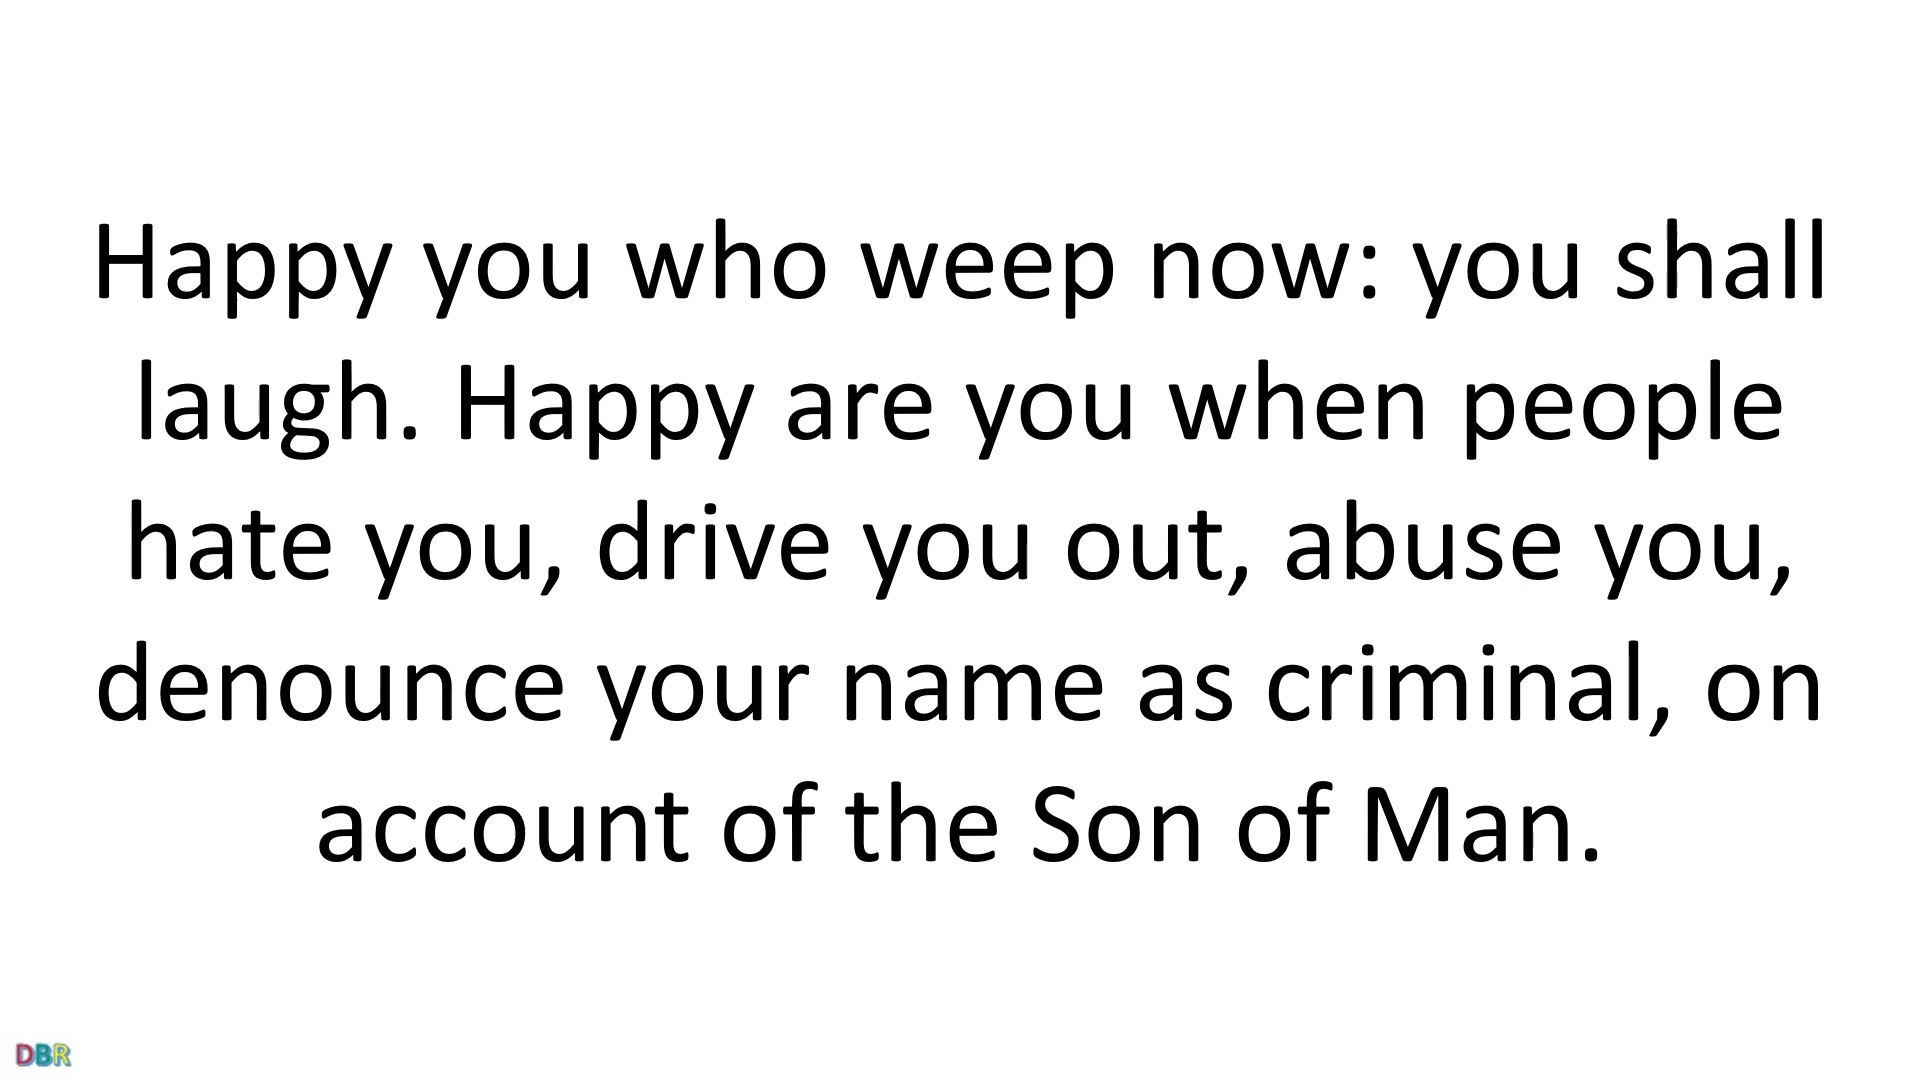 Happy you who weep now: you shall
laugh. Happy are you when people
hate you, drive you out, abuse you,
denounce your name as criminal, on
account of the Son of Man.
DBR